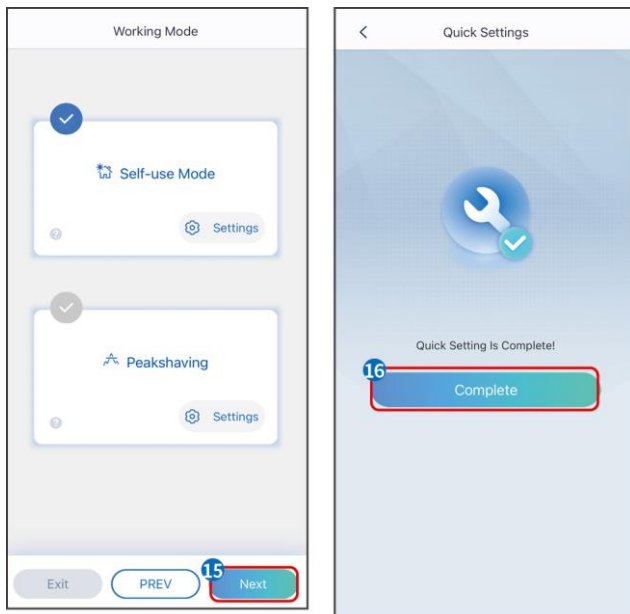 Working Mode
Self-use Mode
?
Settings
Peakshaving
?
Settings
Exit
PREV
15
Next
Quick Settings
Quick Setting Is Complete!
16
Complete